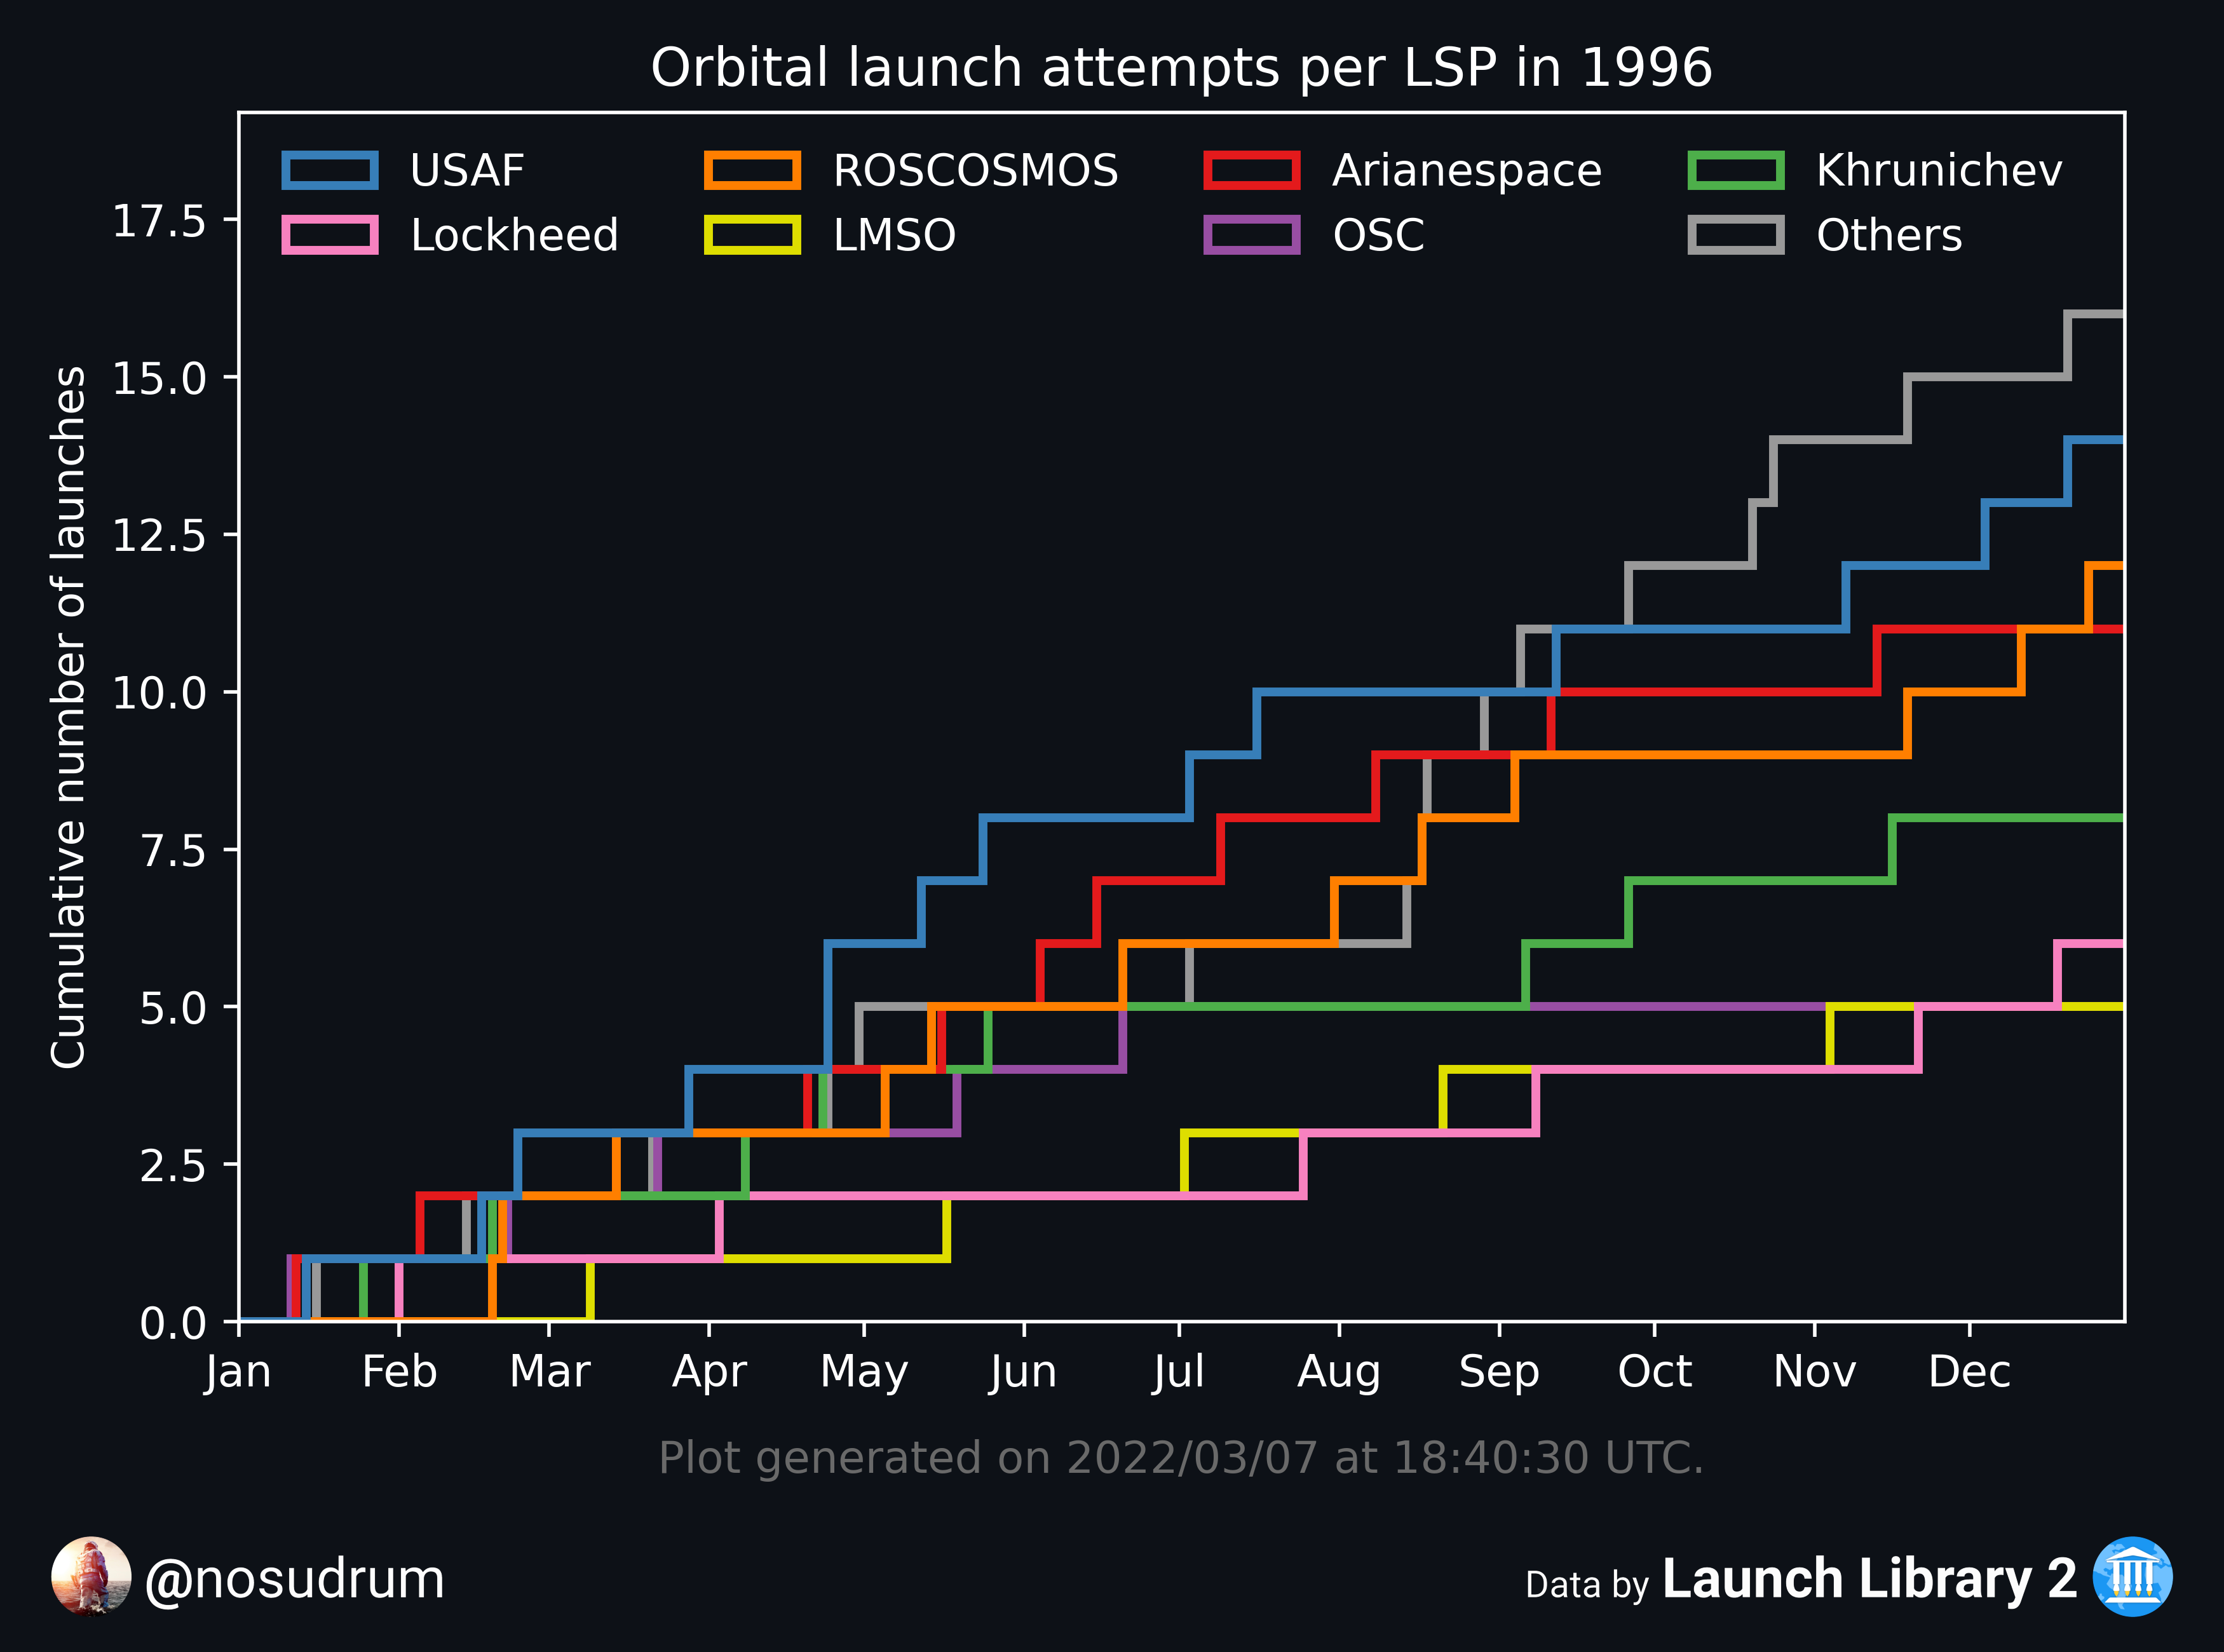 Orbital launch attempts per LSP in 1996
USAF ROSCOSMOS Arianespace Khrunichev
Lockheed LMSO OSC Others
Cumulative number of launches
17.5
15.0
12.5
10.0
7.5
5.0
2.5
0.0
Jan Feb Mar Apr May Jun Jul Aug Sep Oct Nov Dec
Plot generated on 2022/03/07 at 18:40:30 UTC.
@nosudrum
Data by Launch Library 2